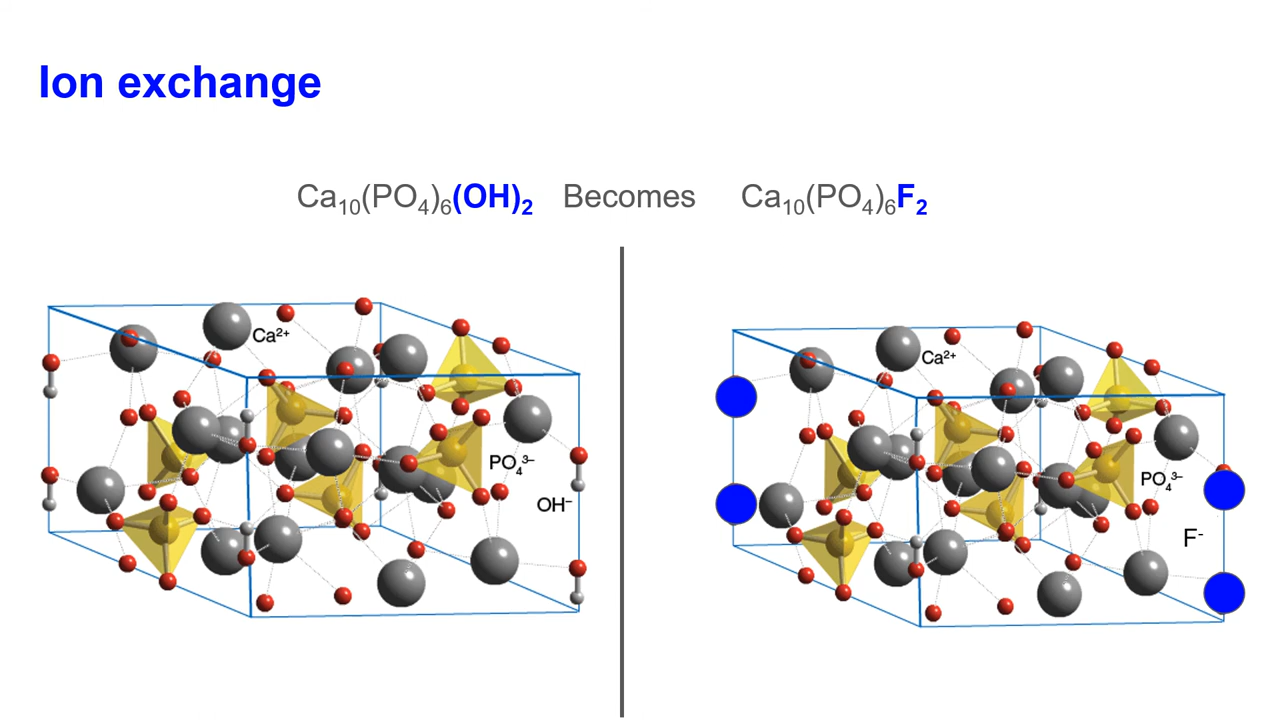 Ion exchange
Ca₁₀(PO₄)₆(OH)₂ Becomes Ca₁₀(PO₄)₆F₂
Ca²⁺
PO₄³⁻
OH⁻
Ca²⁺
PO₄³⁻
F⁻